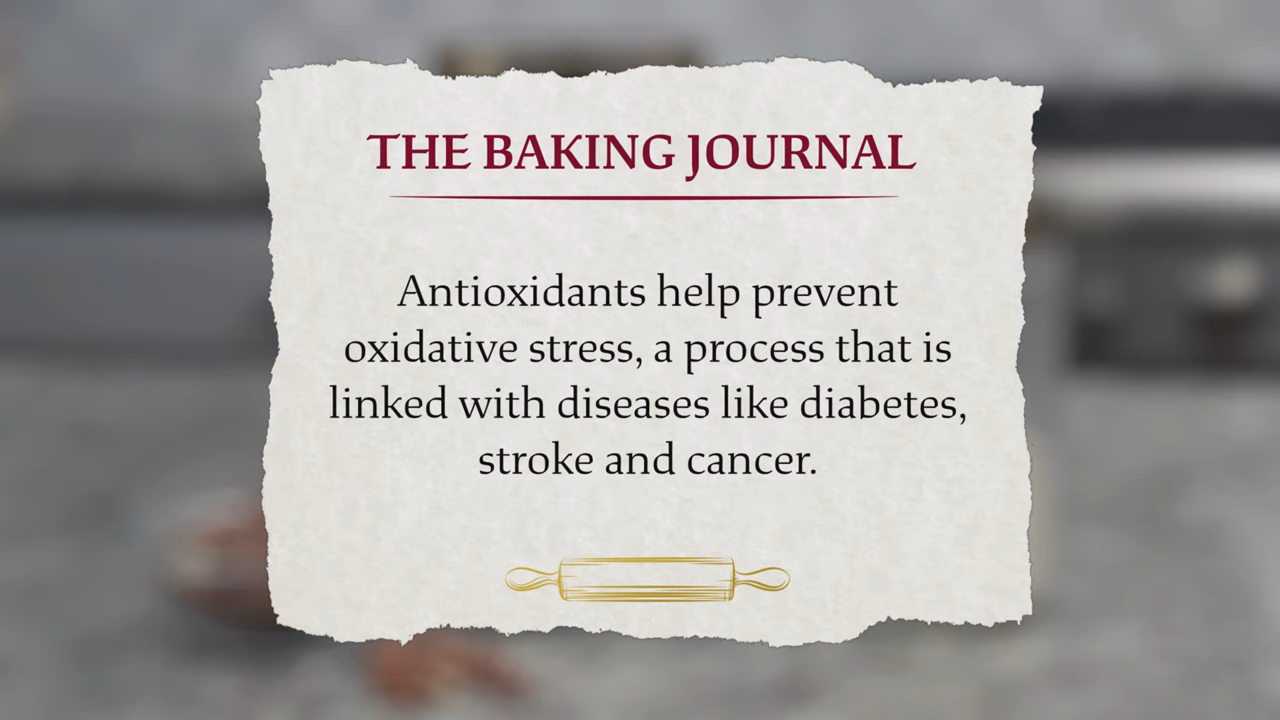 THE BAKING JOURNAL
Antioxidants help prevent
oxidative stress, a process that is
linked with diseases like diabetes,
stroke and cancer.